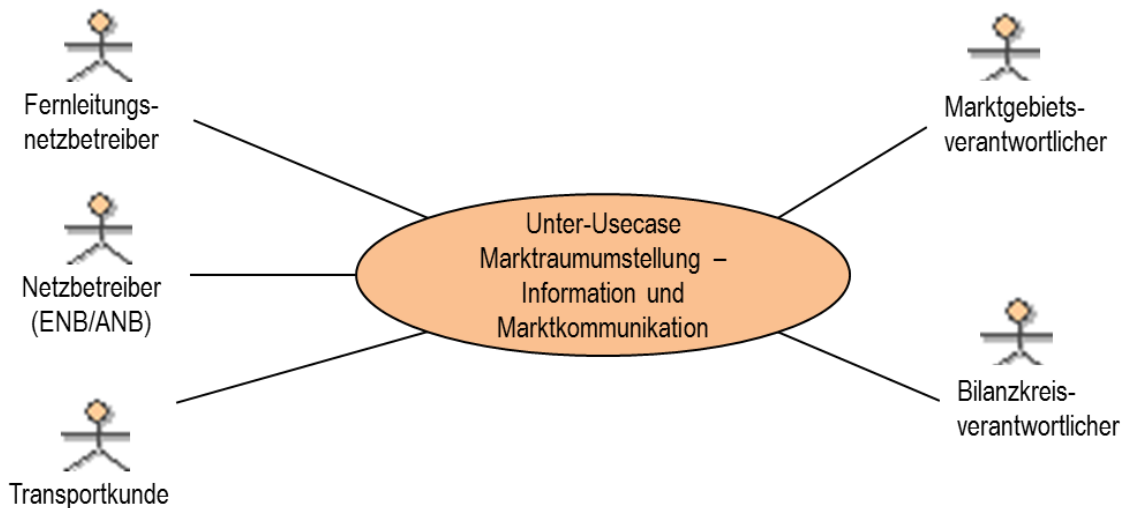 Fernleitungs-
netzbetreiber
Marktgebiets-
verantwortlicher
Unter-Usecase
Marktraumumstellung –
Information und
Marktkommunikation
Netzbetreiber
(ENB/ANB)
Bilanzkreis-
verantwortlicher
Transportkunde